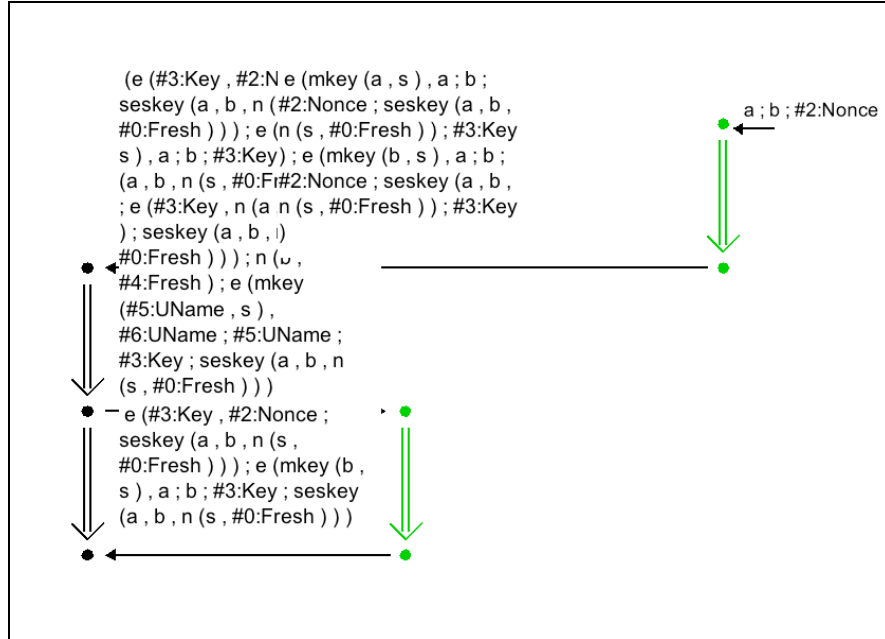 (e (#3:Key , #2:N e (mkey (a , s ) , a ; b ;
seskey (a , b , n (#2:Nonce ; seskey (a , b ,
#0:Fresh ) ) ) ; e (n (s , #0:Fresh ) ) ; #3:Key
s ) , a ; b ; #3:Key) ; e (mkey (b , s ) , a ; b ;
(a , b , n (s , #0:Fr#2:Nonce ; seskey (a , b ,
; e (#3:Key , n (a n (s , #0:Fresh ) ) ; #3:Key
) ; seskey (a , b , )
#0:Fresh ) ) ) ; n (b ,
#4:Fresh ) ; e (mkey
(#5:UName , s ) ,
#6:UName ; #5:UName ;
#3:Key ; seskey (a , b , n
(s , #0:Fresh ) ) )
e (#3:Key , #2:Nonce ;
seskey (a , b , n (s ,
#0:Fresh ) ) ) ; e (mkey (b ,
s ) , a ; b ; #3:Key ; seskey
(a , b , n (s , #0:Fresh ) ) )
a ; b ; #2:Nonce